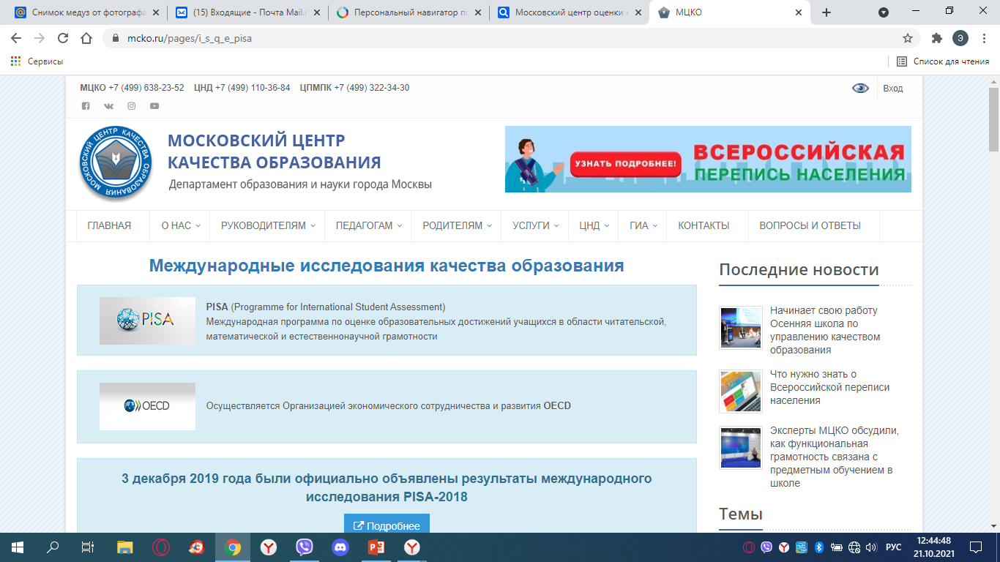 Снимок медуз от фотографа
(15) Входящие - Почта Mail.r
Персональный навигатор по
Московский центр оценки к
МЦКО
mcko.ru/pages/i_s_q_e_pisa
Э
Сервисы
Список для чтения
МЦКО +7 (499) 638-23-52 ЦНД +7 (499) 110-36-84 ЦПМПК +7 (499) 322-34-30
Вход
МОСКОВСКИЙ ЦЕНТР КАЧЕСТВА ОБРАЗОВАНИЯ
МОСКОВСКИЙ ЦЕНТР
КАЧЕСТВА ОБРАЗОВАНИЯ
Департамент образования и науки города Москвы
УЗНАТЬ ПОДРОБНЕЕ!
ВСЕРОССИЙСКАЯ
ПЕРЕПИСЬ НАСЕЛЕНИЯ
ГЛАВНАЯ О НАС РУКОВОДИТЕЛЯМ ПЕДАГОГАМ РОДИТЕЛЯМ УСЛУГИ ЦНД ГИА КОНТАКТЫ ВОПРОСЫ И ОТВЕТЫ
Международные исследования качества образования
PISA
PISA (Programme for International Student Assessment)
Международная программа по оценке образовательных достижений учащихся в области читательской,
математической и естественнонаучной грамотности
OECD
Осуществляется Организацией экономического сотрудничества и развития OECD
3 декабря 2019 года были официально объявлены результаты международного
исследования PISA-2018
Подробнее
Последние новости
Начинает свою работу
Осенняя школа по
управлению качеством
образования
Что нужно знать о
Всероссийской переписи
населения
Эксперты МЦКО обсудили,
как функциональная
грамотность связана с
предметным обучением в
школе
Темы
РУС
12:44:48
21.10.2021